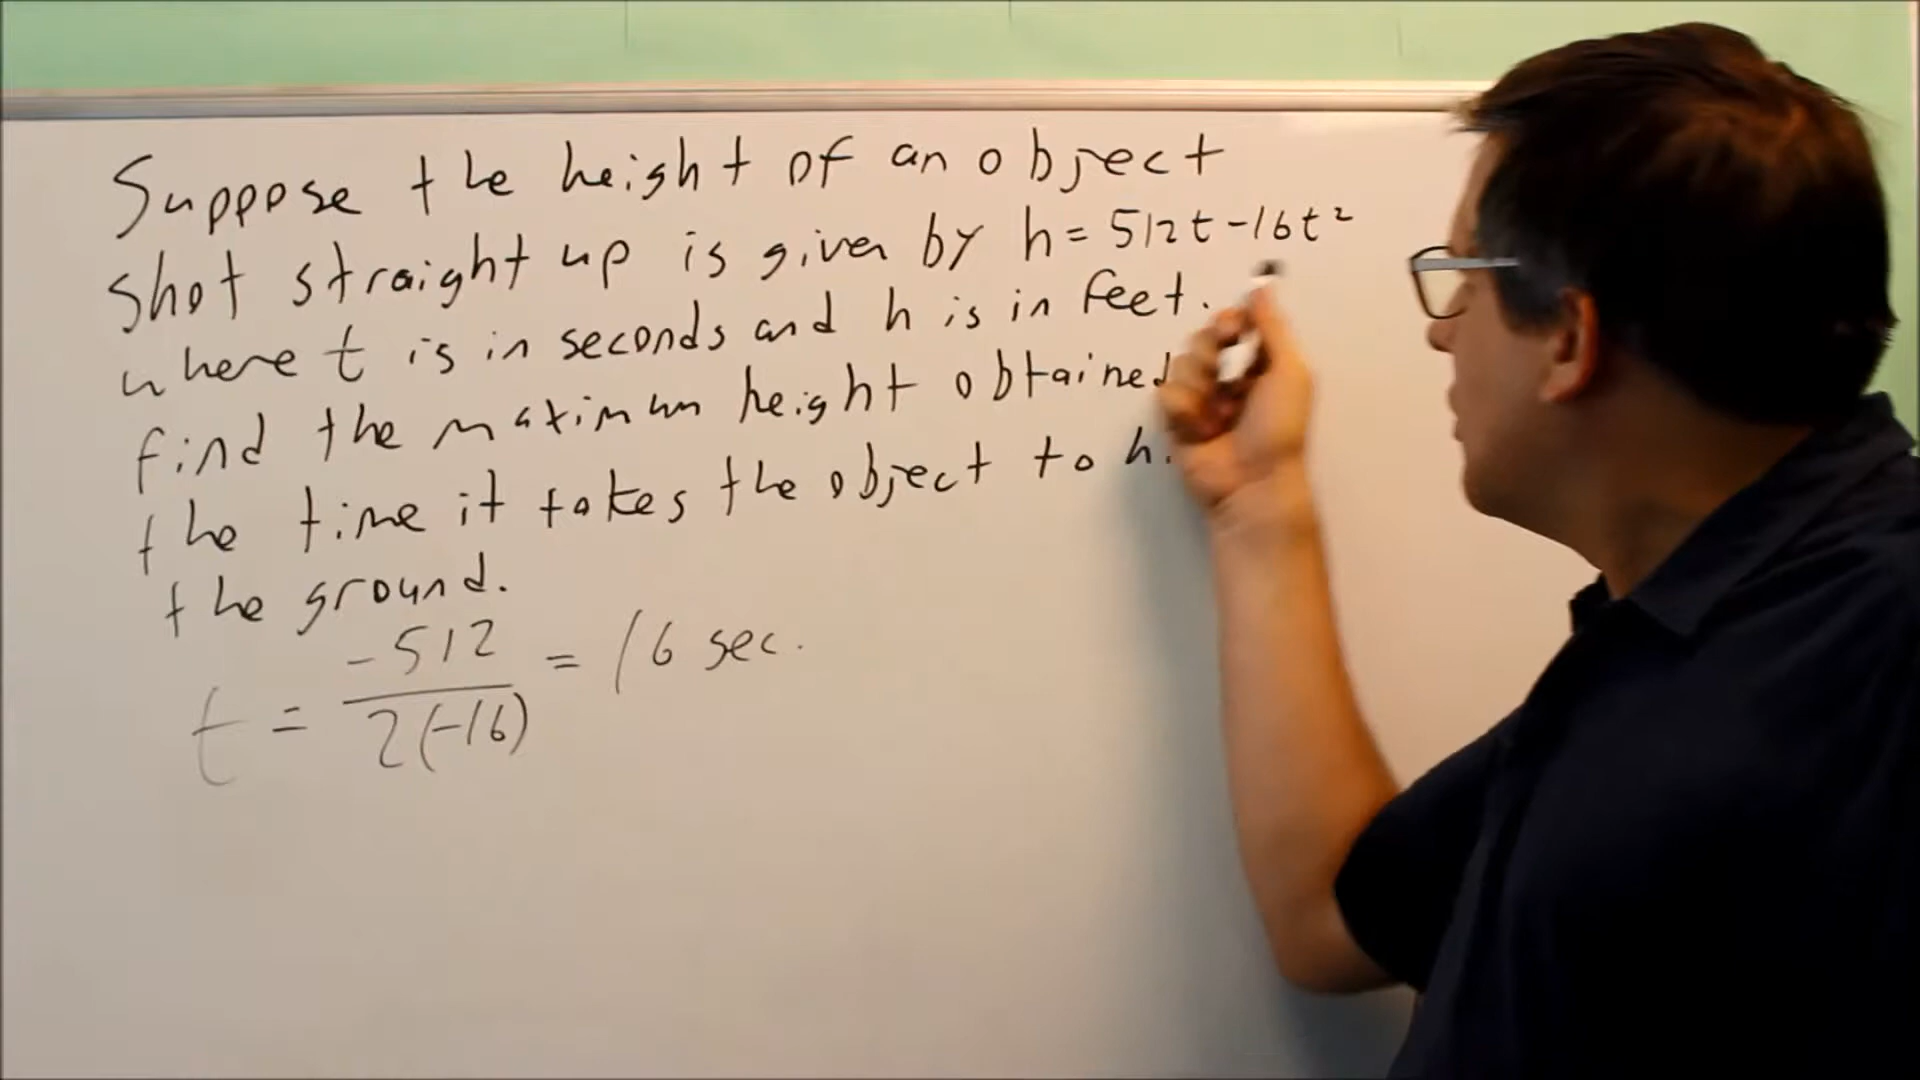 Suppose the height of an object
shot straight up is given by h = 512t - 16t²
where t is in seconds and h is in feet.
find the maximum height obtained
the time it takes the object to
the ground.
t = -512 / 2(-16) = 16 sec.